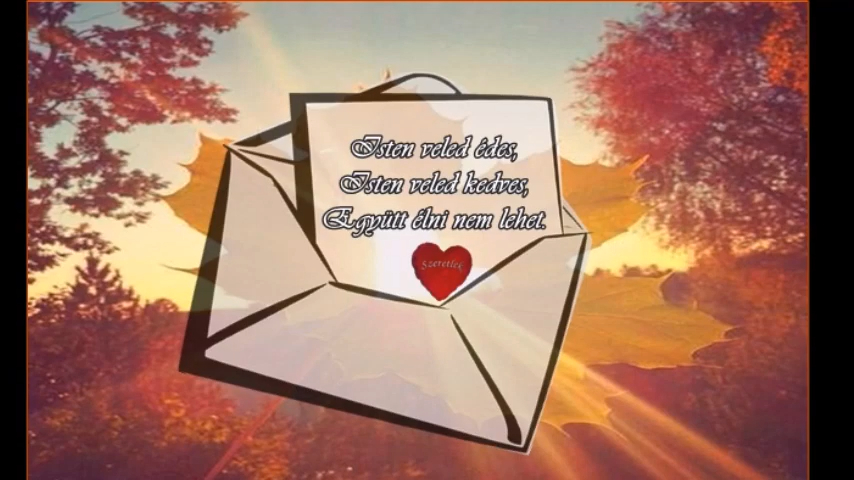 Isten veled édes,
Isten veled kedves,
Együtt élni nem lehet.
Szeretlek